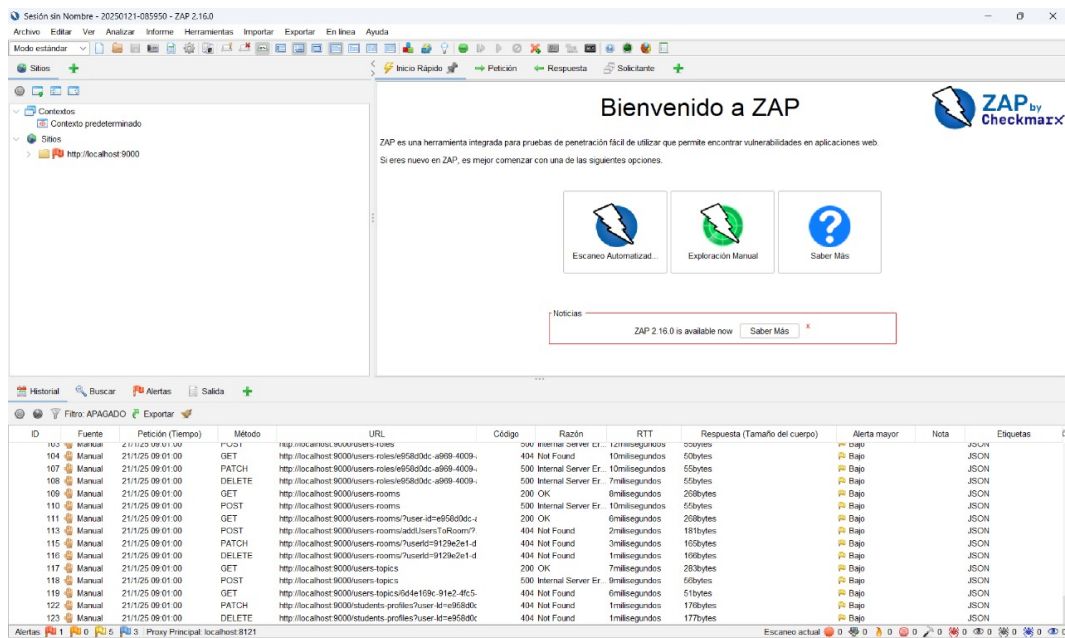 Sesión sin Nombre - 20250121-085950 - ZAP 2.16.0
Archivo Editar Ver Analizar Informe Herramientas Importar Exportar En línea Ayuda
Modo estándar
Sitios
Inicio Rápido Petición Respuesta Solicitante
Contextos
Contexto predeterminado
Sitios
http://localhost:9000
Bienvenido a ZAP
ZAP by Checkmarx
ZAP es una herramienta integrada para pruebas de penetración fácil de utilizar que permite encontrar vulnerabilidades en aplicaciones web.
Si eres nuevo en ZAP, es mejor comenzar con una de las siguientes opciones.
Escaneo Automatizad... Exploración Manual Saber Más
Noticias
ZAP 2.16.0 is available now Saber Más x
Historial Buscar Alertas Salida
Filtro: APAGADO Exportar
ID Fuente Petición (Tiempo) Método URL Código Razón RTT Respuesta (Tamaño del cuerpo) Alerta mayor Nota Etiquetas
103 Manual 21/1/25 09:01:00 POST http://localhost:9000/users-roles 500 Internal Server Er... 12milisegundos 55bytes Bajo JSON
104 Manual 21/1/25 09:01:00 GET http://localhost:9000/users-roles/e958d0dc-a969-4009- 404 Not Found 10milisegundos 50bytes Bajo JSON
107 Manual 21/1/25 09:01:00 PATCH http://localhost:9000/users-roles/e958d0dc-a969-4009- 500 Internal Server Er... 10milisegundos 55bytes Bajo JSON
108 Manual 21/1/25 09:01:00 DELETE http://localhost:9000/users-roles/e958d0dc-a969-4009- 500 Internal Server Er... 7milisegundos 55bytes Bajo JSON
109 Manual 21/1/25 09:01:00 GET http://localhost:9000/users-rooms 200 OK 8milisegundos 268bytes Bajo JSON
110 Manual 21/1/25 09:01:00 POST http://localhost:9000/users-rooms 500 Internal Server Er... 10milisegundos 55bytes Bajo JSON
111 Manual 21/1/25 09:01:00 GET http://localhost:9000/users-rooms/?user-id=e958d0dc-a 200 OK 6milisegundos 268bytes Bajo JSON
113 Manual 21/1/25 09:01:00 POST http://localhost:9000/users-rooms/addUsersToRoom/? 404 Not Found 2milisegundos 181bytes Bajo JSON
115 Manual 21/1/25 09:01:00 PATCH http://localhost:9000/users-rooms/?userId=9129e2e1-d 404 Not Found 3milisegundos 165bytes Bajo JSON
116 Manual 21/1/25 09:01:00 DELETE http://localhost:9000/users-rooms/?userId=9129e2e1-d 404 Not Found 1milisegundos 166bytes Bajo JSON
117 Manual 21/1/25 09:01:00 GET http://localhost:9000/users-topics 200 OK 7milisegundos 283bytes Bajo JSON
118 Manual 21/1/25 09:01:00 POST http://localhost:9000/users-topics 500 Internal Server Er... 9milisegundos 56bytes Bajo JSON
119 Manual 21/1/25 09:01:00 GET http://localhost:9000/users-topics/6d4e169c-91e2-4fc5- 404 Not Found 6milisegundos 51bytes Bajo JSON
122 Manual 21/1/25 09:01:00 PATCH http://localhost:9000/students-profiles?user-Id=e958d0c 404 Not Found 1milisegundos 176bytes Bajo JSON
123 Manual 21/1/25 09:01:00 DELETE http://localhost:9000/students-profiles?user-Id=e958d0c 404 Not Found 1milisegundos 177bytes Bajo JSON
Alertas 1 0 5 3 Proxy Principal: localhost:8121 Escaneo actual 0 0 0 0 0 0 0 0 0